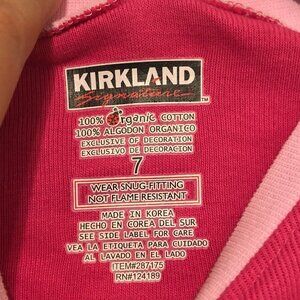 KIRKLAND
Signature™
100% Organic COTTON
100% ALGODON ORGANICO
EXCLUSIVE OF DECORATION
EXCLUSIVO DE DECORACION
7
WEAR SNUG-FITTING
NOT FLAME RESISTANT
MADE IN KOREA
HECHO EN COREA DEL SUR
SEE SIDE LABEL FOR CARE
VEA LA ETIQUETA PARA CUIDADO
AL LAVADO EN EL LADO
ITEM#287175
RN#124189